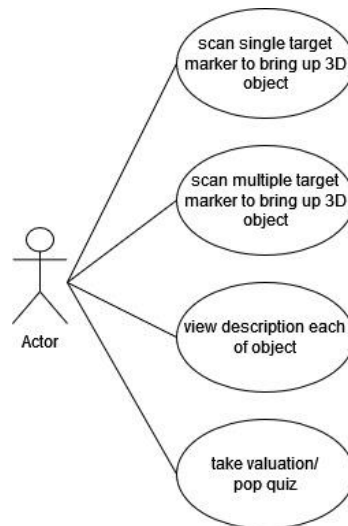 scan single target
marker to bring up 3D
object
scan multiple target
marker to bring up 3D
object
Actor
view description each
of object
take valuation/
pop quiz